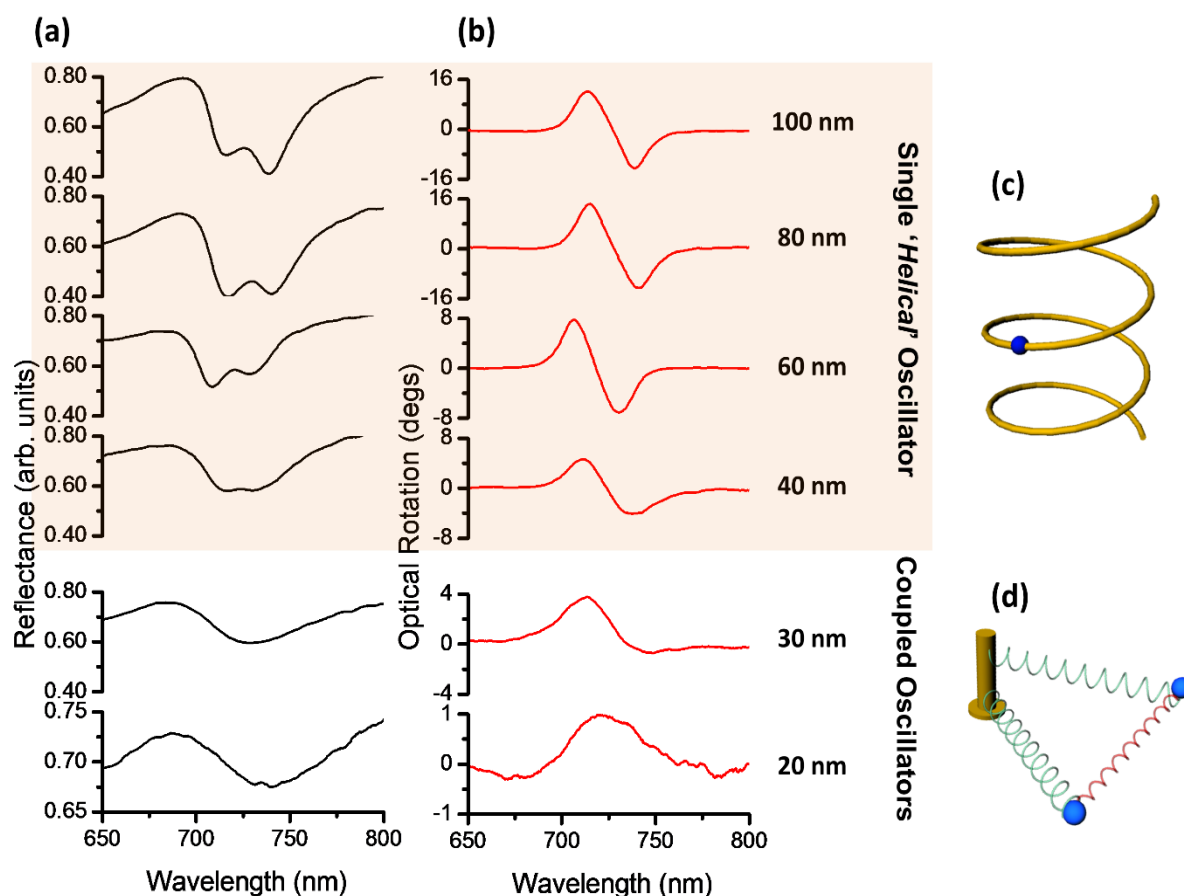 (a)
(b)
0.80
0.60
0.40
0.80
0.60
0.40
0.80
0.60
0.40
0.80
0.60
0.40
0.80
0.60
0.40
0.75
0.70
0.65
650
700
750
800
Reflectance (arb. units)
Wavelength (nm)
16
0
-16
16
0
-16
8
0
-8
8
0
-8
4
0
-4
1
0
-1
650
700
750
800
Optical Rotation (degs)
Wavelength (nm)
100 nm
80 nm
60 nm
40 nm
30 nm
20 nm
Single 'Helical' Oscillator
Coupled Oscillators
(c)
(d)